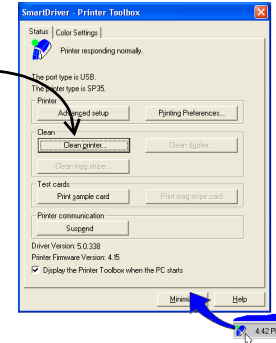 SmartDriver - Printer Toolbox
Status Color Settings
Printer responding normally.
The port type is USB.
The printer type is SP35.
Printer
Advanced setup Printing Preferences...
Clean
Clean printer... Clean duplex...
Clean mag stripe...
Test cards
Print sample card Print mag stripe card
Printer communication
Suspend
Driver Version: 5.0.338
Printer Firmware Version: 4.15
Display the Printer Toolbox when the PC starts
Help
4:42 P